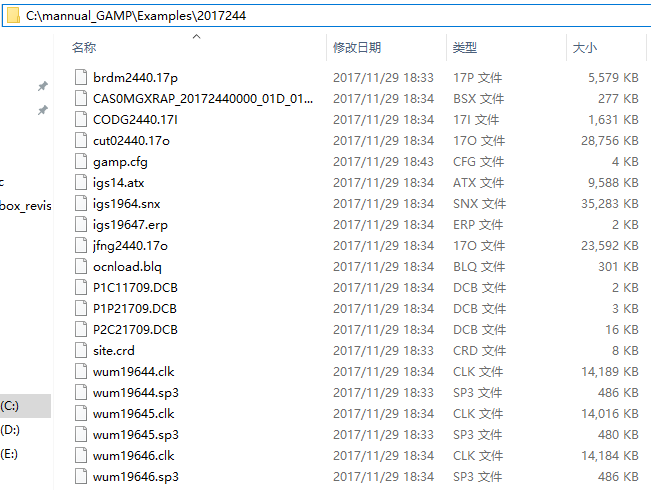 C:\mannual_GAMP\Examples\2017244
名称 修改日期 类型 大小
brdm2440.17p 2017/11/29 18:33 17P 文件 5,579 KB
CAS0MGXRAP_20172440000_01D_01... 2017/11/29 18:34 BSX 文件 277 KB
CODG2440.17I 2017/11/29 18:34 17I 文件 1,631 KB
cut02440.17o 2017/11/29 18:34 17O 文件 28,756 KB
gamp.cfg 2017/11/29 18:43 CFG 文件 4 KB
igs14.atx 2017/11/29 18:34 ATX 文件 9,588 KB
c
igs1964.snx 2017/11/29 18:34 SNX 文件 35,283 KB
box_revis
igs19647.erp 2017/11/29 18:34 ERP 文件 2 KB
jfng2440.17o 2017/11/29 18:34 17O 文件 23,592 KB
ocnload.blq 2017/11/29 18:34 BLQ 文件 301 KB
P1C11709.DCB 2017/11/29 18:34 DCB 文件 2 KB
P1P21709.DCB 2017/11/29 18:34 DCB 文件 3 KB
P2C21709.DCB 2017/11/29 18:34 DCB 文件 16 KB
site.crd 2017/11/29 18:33 CRD 文件 8 KB
wum19644.clk 2017/11/29 18:34 CLK 文件 14,189 KB
wum19644.sp3 2017/11/29 18:33 SP3 文件 486 KB
(C:)
wum19645.clk 2017/11/29 18:34 CLK 文件 14,016 KB
(D:)
wum19645.sp3 2017/11/29 18:33 SP3 文件 480 KB
(E:)
wum19646.clk 2017/11/29 18:34 CLK 文件 14,184 KB
wum19646.sp3 2017/11/29 18:34 SP3 文件 486 KB